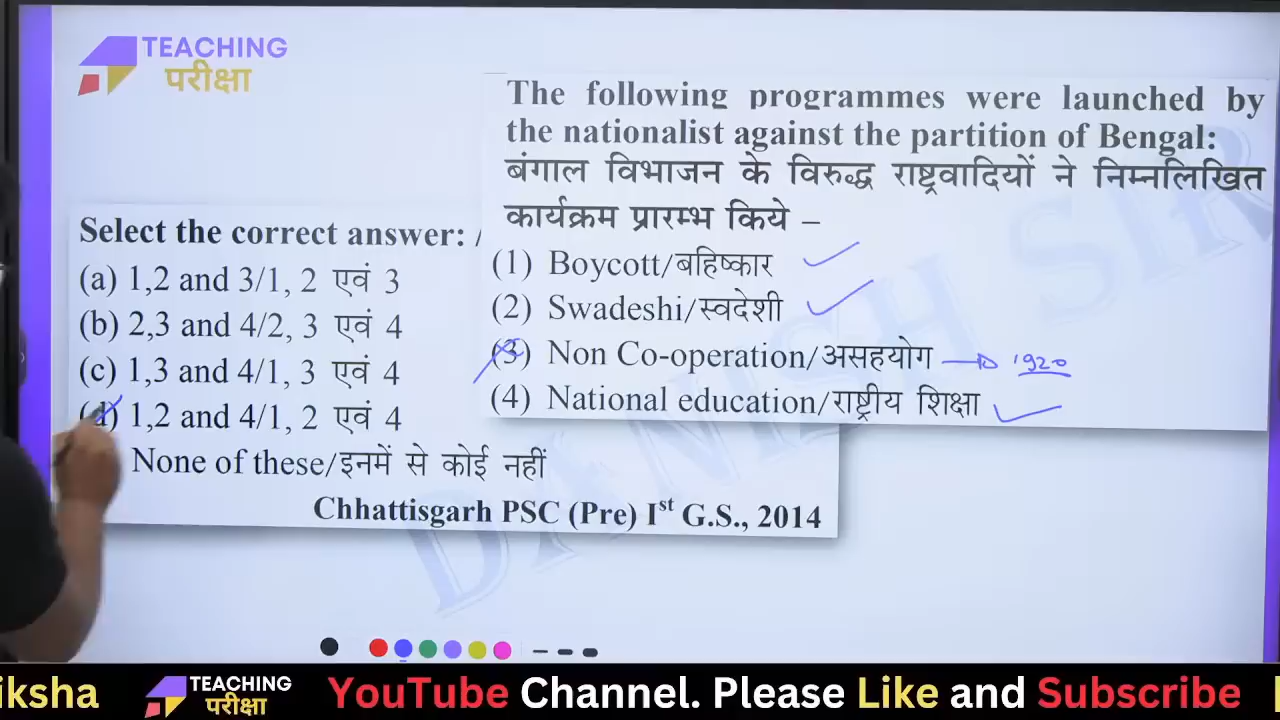 TEACHING
परीक्षा
The following programmes were launched by
the nationalist against the partition of Bengal:
बंगाल विभाजन के विरुद्ध राष्ट्रवादियों ने निम्नलिखित
कार्यक्रम प्रारम्भ किये –
(1) Boycott/बहिष्कार
(2) Swadeshi/स्वदेशी
(3) Non Co-operation/असहयोग 1920
(4) National education/राष्ट्रीय शिक्षा
Select the correct answer: /
(a) 1,2 and 3/1, 2 एवं 3
(b) 2,3 and 4/2, 3 एवं 4
(c) 1,3 and 4/1, 3 एवं 4
(d) 1,2 and 4/1, 2 एवं 4
None of these/इनमें से कोई नहीं
Chhattisgarh PSC (Pre) Ist G.S., 2014
DANISH SIR
iksha TEACHING परीक्षा YouTube Channel. Please Like and Subscribe